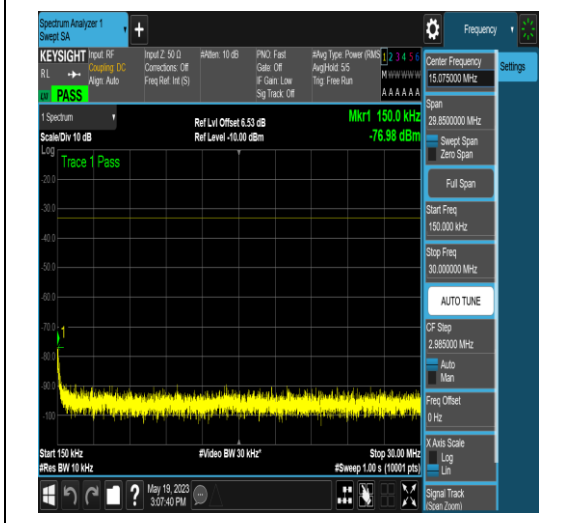 Spectrum Analyzer 1
Swept SA
+
Frequency
KEYSIGHT
RL
PASS
Input: RF
Coupling: DC
Align: Auto
Input Z: 50 Ω
Corrections: Off
Freq Ref: Int (S)
#Atten: 10 dB
PNO: Fast
Gate: Off
IF Gain: Low
Sig Track: Off
#Avg Type: Power (RMS)
Avg|Hold: 5/5
Trig: Free Run
1 2 3 4 5 6
M W W W W W
A A A A A A
1 Spectrum
Scale/Div 10 dB
Log
Ref Lvl Offset 6.53 dB
Ref Level -10.00 dBm
Mkr1 150.0 kHz
-76.98 dBm
Trace 1 Pass
-20.0
-30.0
-40.0
-50.0
-60.0
-70.0
-80.0
-90.0
-100
1
Start 150 kHz
#Res BW 10 kHz
#Video BW 30 kHz*
Stop 30.00 MHz
#Sweep 1.00 s (10001 pts)
?
May 19, 2023
3:07:40 PM
Center Frequency
15.075000 MHz
Settings
Span
29.8500000 MHz
Swept Span
Zero Span
Full Span
Start Freq
150.000 kHz
Stop Freq
30.000000 MHz
AUTO TUNE
CF Step
2.985000 MHz
Auto
Man
Freq Offset
0 Hz
X Axis Scale
Log
Lin
Signal Track
(Span Zoom)